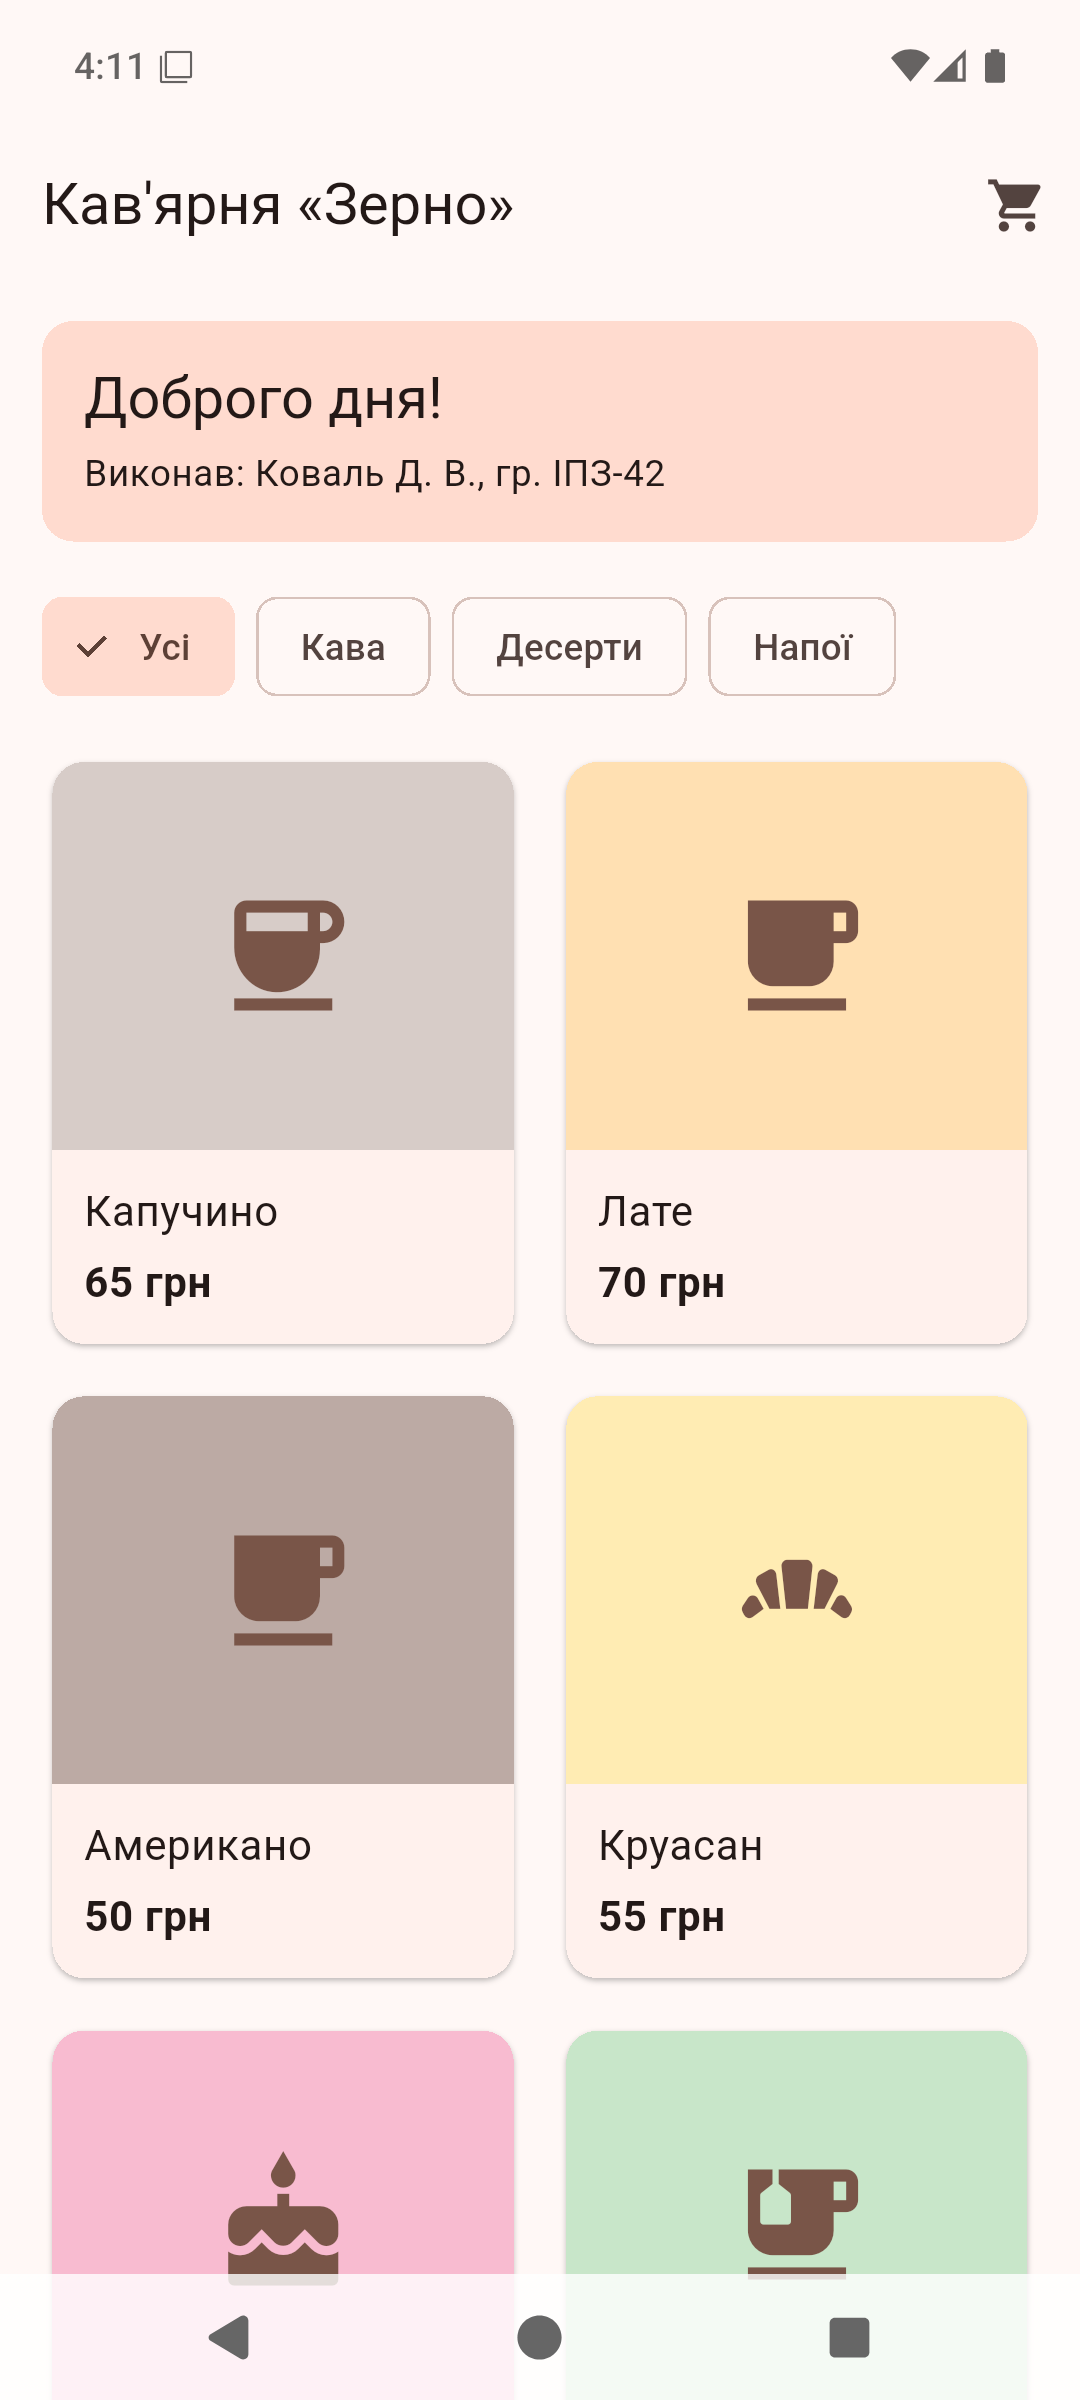 4:11
Кав'ярня «Зерно»
Доброго дня!
Виконав: Коваль Д. В., гр. ІПЗ-42
Усі
Кава
Десерти
Напої
Капучино
65 грн
Лате
70 грн
Американо
50 грн
Круасан
55 грн